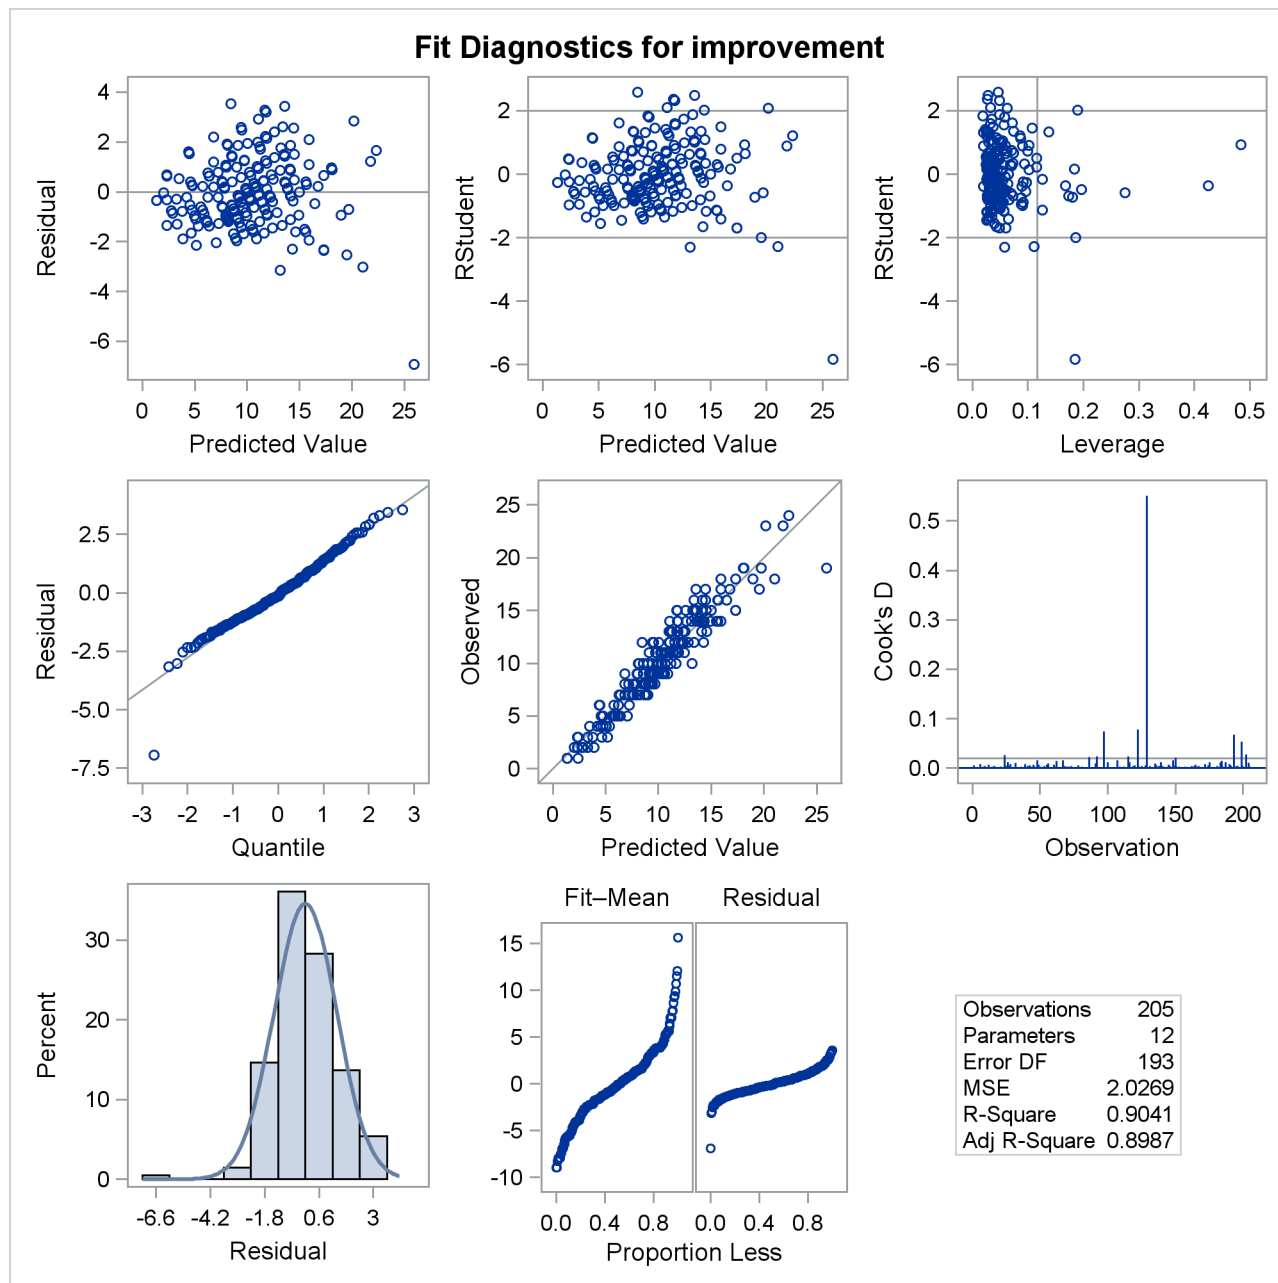 Fit Diagnostics for improvement
4
2
0
-2
-4
-6
Residual
0 5 10 15 20 25
Predicted Value
2
0
-2
-4
-6
RStudent
0 5 10 15 20 25
Predicted Value
2
0
-2
-4
-6
RStudent
0.0 0.1 0.2 0.3 0.4 0.5
Leverage
2.5
0.0
-2.5
-5.0
-7.5
Residual
-3 -2 -1 0 1 2 3
Quantile
25
20
15
10
5
0
Observed
0 5 10 15 20 25
Predicted Value
0.5
0.4
0.3
0.2
0.1
0.0
Cook's D
0 50 100 150 200
Observation
30
20
10
0
Percent
-6.6 -4.2 -1.8 0.6 3
Residual
Fit–Mean Residual
15
10
5
0
-5
-10
0.0 0.4 0.8 0.0 0.4 0.8
Proportion Less
Observations 205
Parameters 12
Error DF 193
MSE 2.0269
R-Square 0.9041
Adj R-Square 0.8987